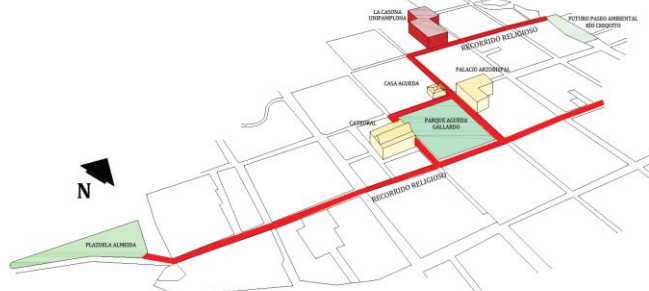 LA CASONA
UNIPAMPLONA
FUTURO PASEO AMBIENTAL
RÍO CHIQUITO
RECORRIDO RELIGIOSO
PALACIO ARZOBISPAL
CASA AGUEDA
CATEDRAL
PARQUE AGUEDA
GALLARDO
N
RECORRIDO RELIGIOSO
PLAZUELA ALMEIDA